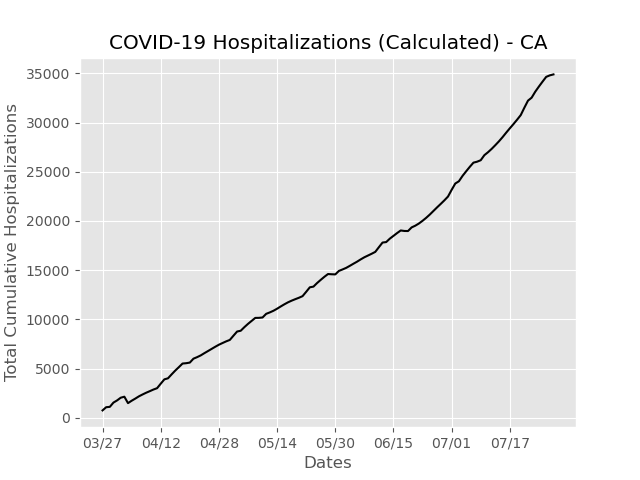 COVID-19 Hospitalizations (Calculated) - CA
Total Cumulative Hospitalizations
35000
30000
25000
20000
15000
10000
5000
0
03/27 04/12 04/28 05/14 05/30 06/15 07/01 07/17
Dates